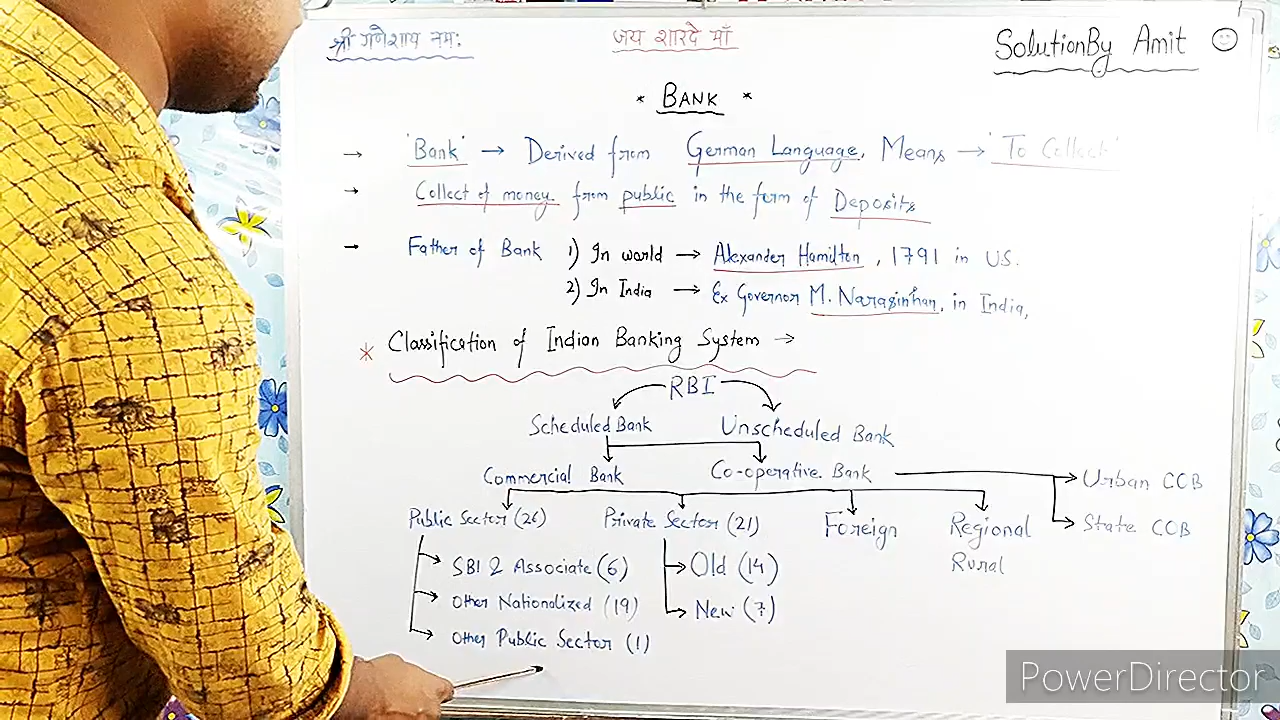 श्री गणेशाय नमः
जय शारदे माँ
SolutionBy Amit
* BANK *
→ 'Bank' → Derived from German Language, Means → 'To Collect'
→ Collect of money from public in the form of Deposits
→ Father of Bank 1) In world → Alexander Hamilton, 1791 in U.S.
2) In India → Ex Governor M. Narasinhan, in India,
* Classification of Indian Banking System →
RBI
Scheduled Bank Unscheduled Bank
Commercial Bank Co-operative Bank Urban CCB
Public Sector (26) Private Sector (21) Foreign Regional Rural State CCB
SBI & Associate (6) Old (14)
Other Nationalized (19) New (7)
Other Public Sector (1)
PowerDirector